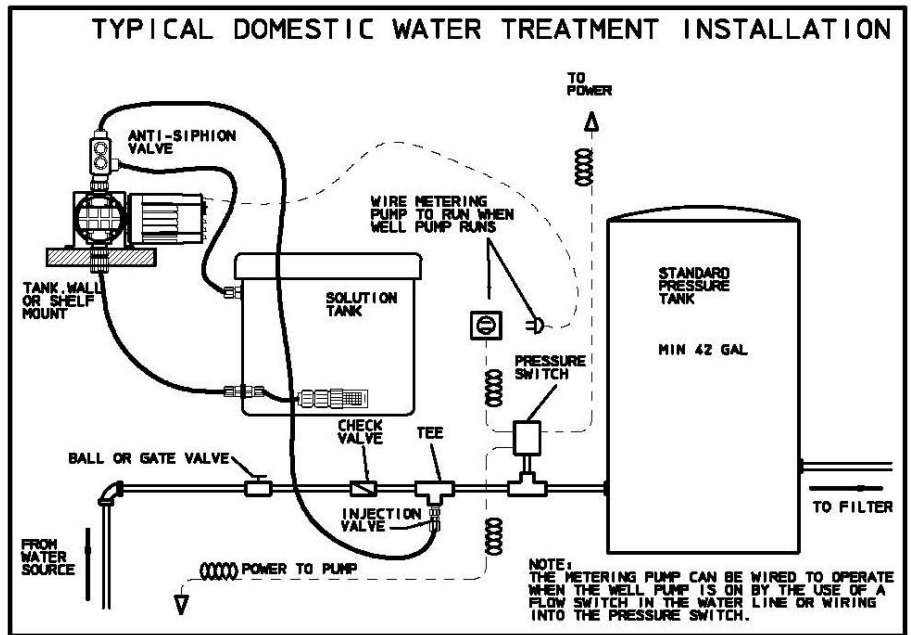 TYPICAL DOMESTIC WATER TREATMENT INSTALLATION
TO
POWER
ANTI-SIPHION
VALVE
WIRE METERING
PUMP TO RUN WHEN
WELL PUMP RUNS
TANK, WALL
OR SHELF
MOUNT
SOLUTION
TANK
STANDARD
PRESSURE
TANK
MIN 42 GAL
PRESSURE
SWITCH
CHECK
VALVE
TEE
BALL OR GATE VALVE
INJECTION
VALVE
TO FILTER
FROM
WATER
SOURCE
POWER TO PUMP
NOTE:
THE METERING PUMP CAN BE WIRED TO OPERATE
WHEN THE WELL PUMP IS ON BY THE USE OF A
FLOW SWITCH IN THE WATER LINE OR WIRING
INTO THE PRESSURE SWITCH.